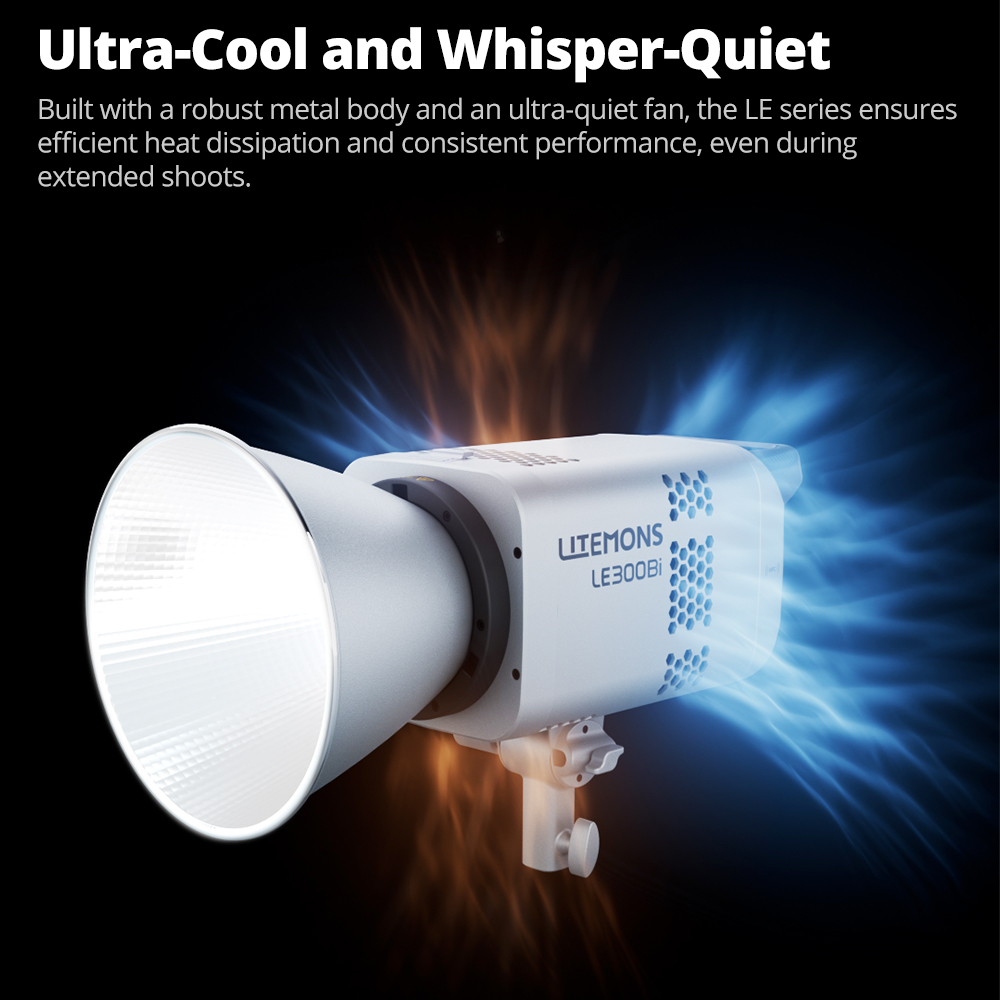 Ultra-Cool and Whisper-Quiet
Built with a robust metal body and an ultra-quiet fan, the LE series ensures
efficient heat dissipation and consistent performance, even during
extended shoots.
LITEMONS
LE300Bi